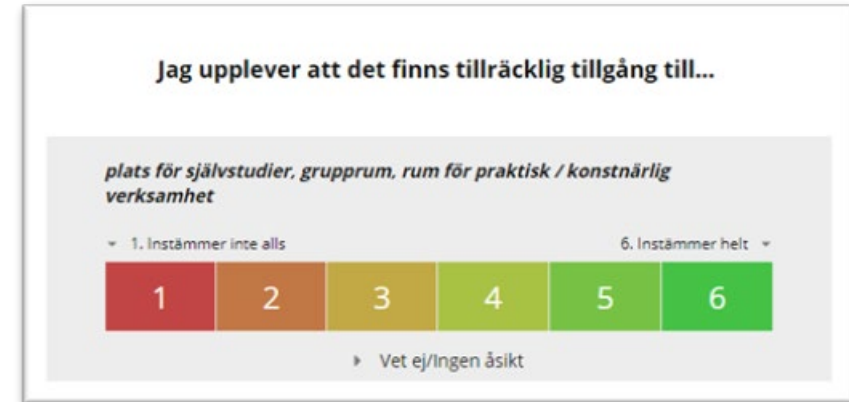 Jag upplever att det finns tillräcklig tillgång till...
plats för självstudier, grupprum, rum för praktisk / konstnärlig
verksamhet
1. Instämmer inte alls 6. Instämmer helt
1 2 3 4 5 6
Vet ej/Ingen åsikt